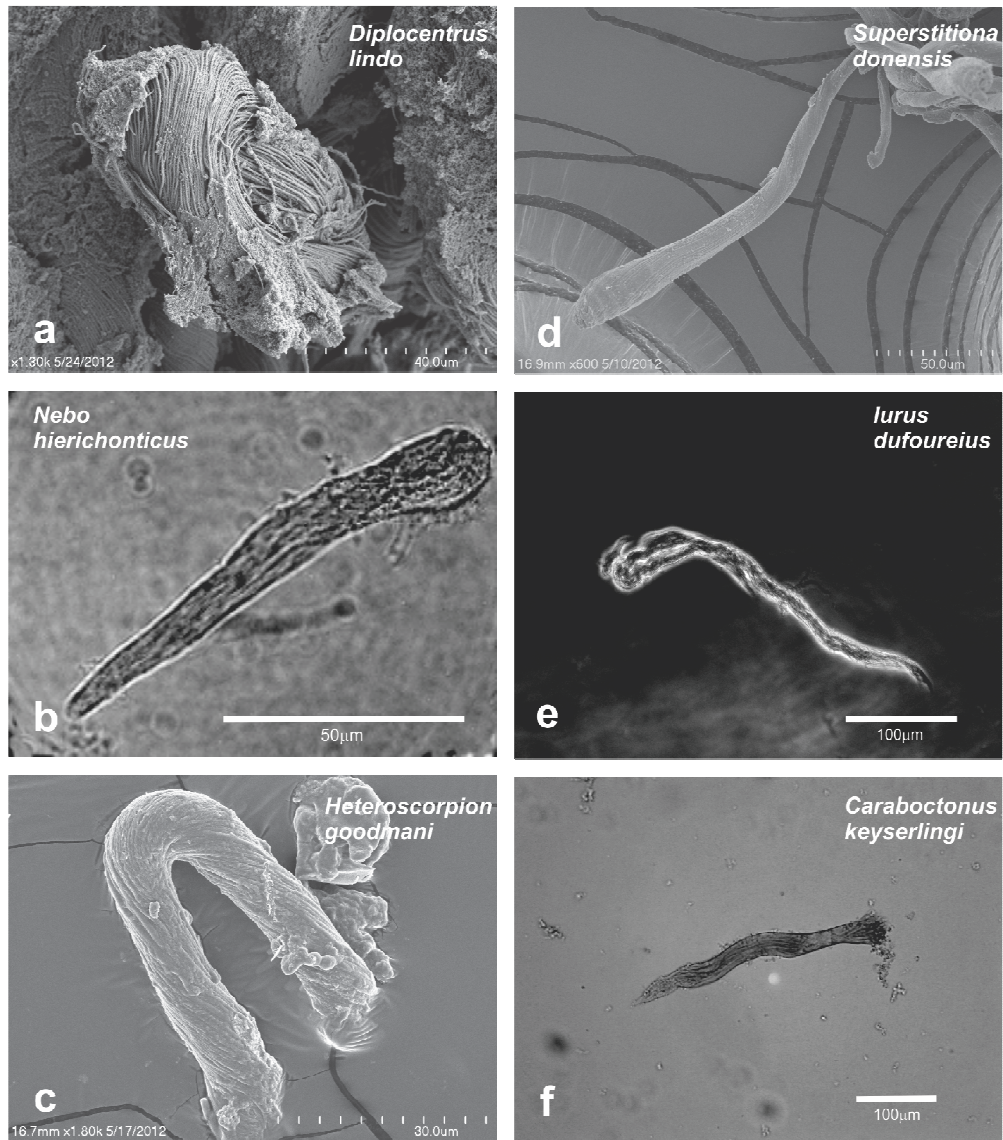 Diplocentrus
lindo
a
x1.30k 5/24/2012
40.0um
Nebo
hierichonticus
b
50µm
Heteroscorpion
goodmani
c
16.7mm x1.80k 5/17/2012
30.0um
Superstitiona
donensis
d
16.9mm x600 5/10/2012
50.0um
Iurus
dufoureius
e
100µm
Caraboctonus
keyserlingi
f
100µm